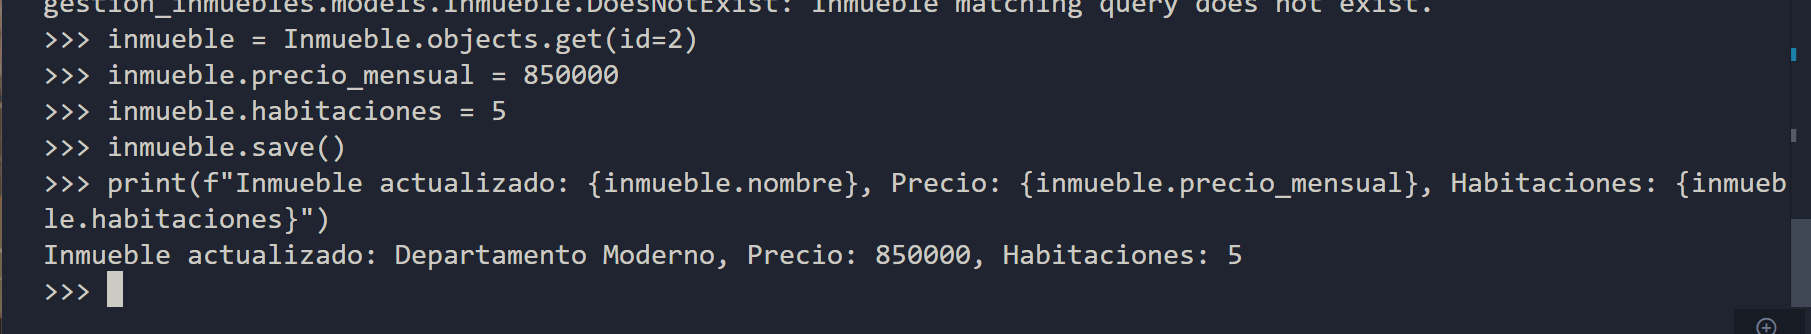 gestion_inmuebles.models.Inmueble.DoesNotExist: Inmueble matching query does not exist.
>>> inmueble = Inmueble.objects.get(id=2)
>>> inmueble.precio_mensual = 850000
>>> inmueble.habitaciones = 5
>>> inmueble.save()
>>> print(f"Inmueble actualizado: {inmueble.nombre}, Precio: {inmueble.precio_mensual}, Habitaciones: {inmueb
le.habitaciones}")
Inmueble actualizado: Departamento Moderno, Precio: 850000, Habitaciones: 5
>>>